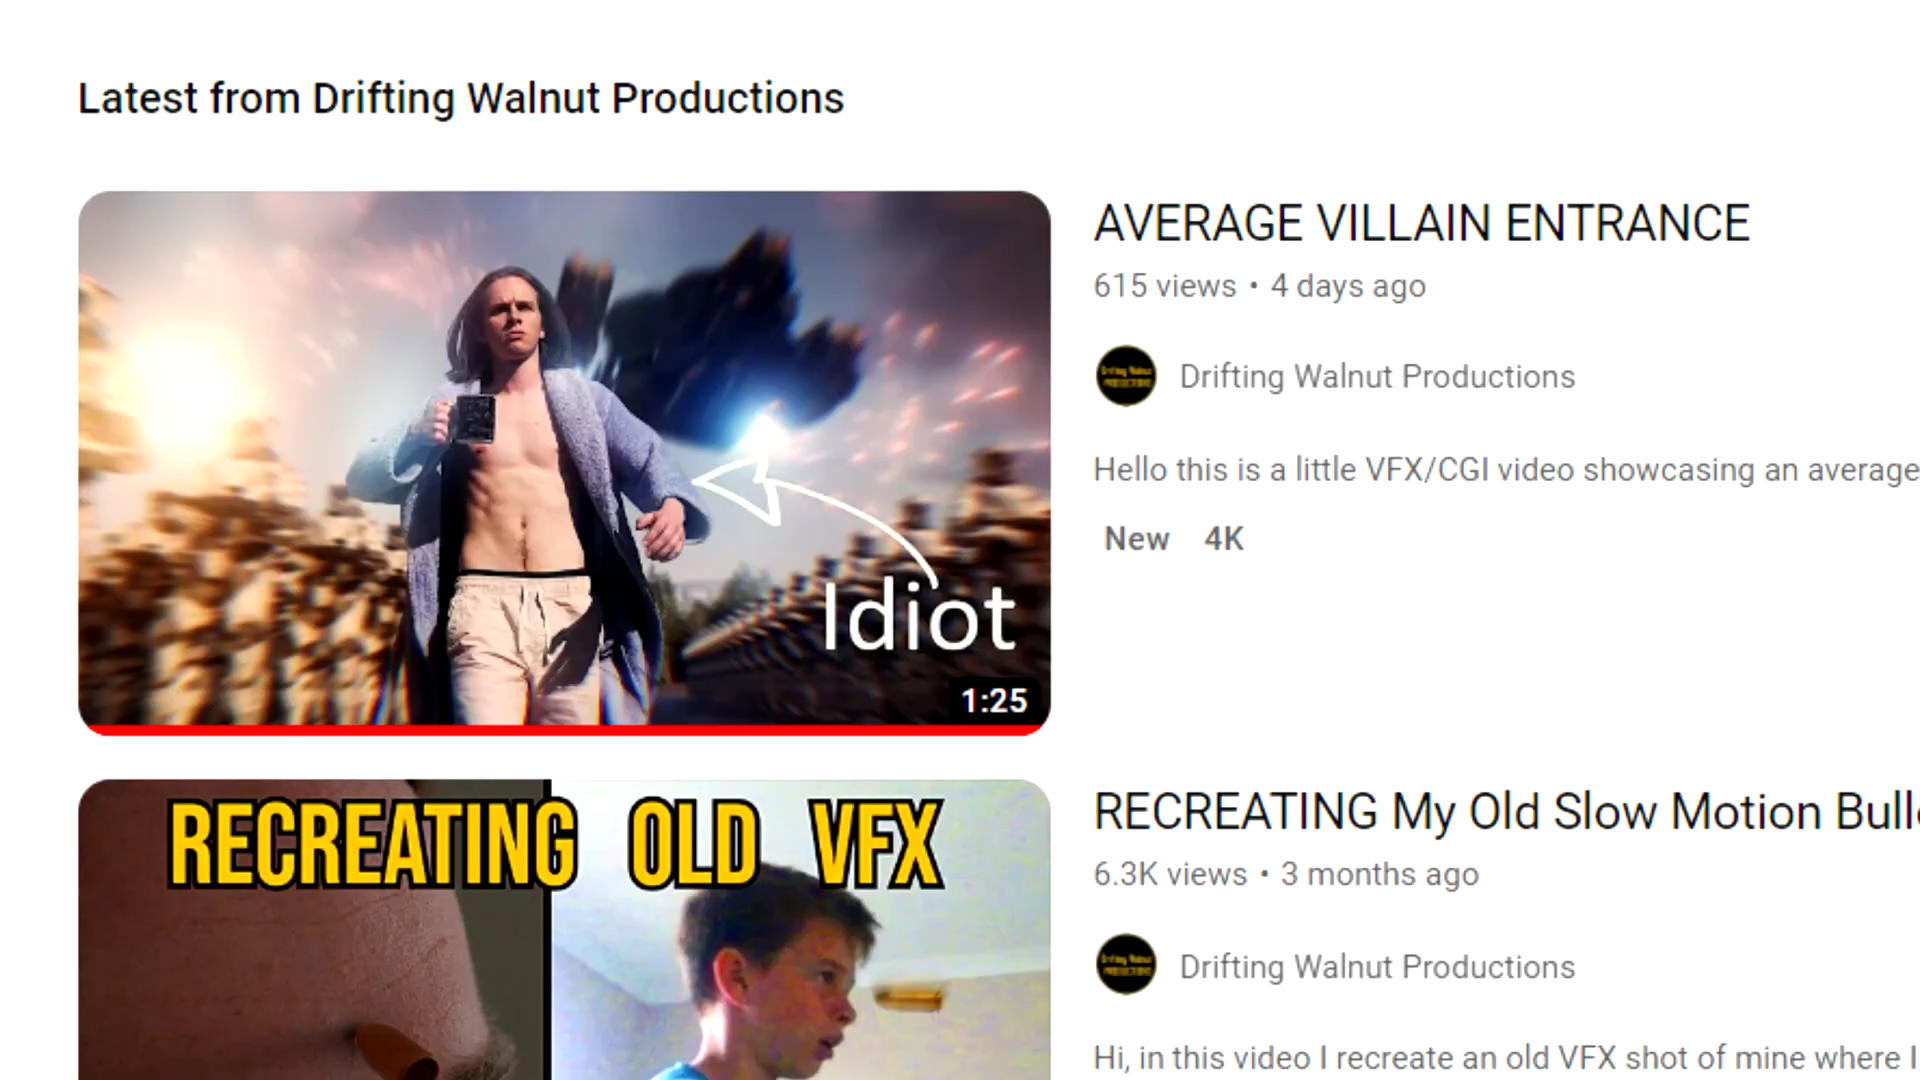 Latest from Drifting Walnut Productions
Idiot
1:25
AVERAGE VILLAIN ENTRANCE
615 views • 4 days ago
Drifting Walnut Productions
Hello this is a little VFX/CGI video showcasing an average
New 4K
RECREATING OLD VFX
RECREATING My Old Slow Motion
6.3K views • 3 months ago
Drifting Walnut Productions
Hi, in this video I recreate an old VFX shot of mine where I